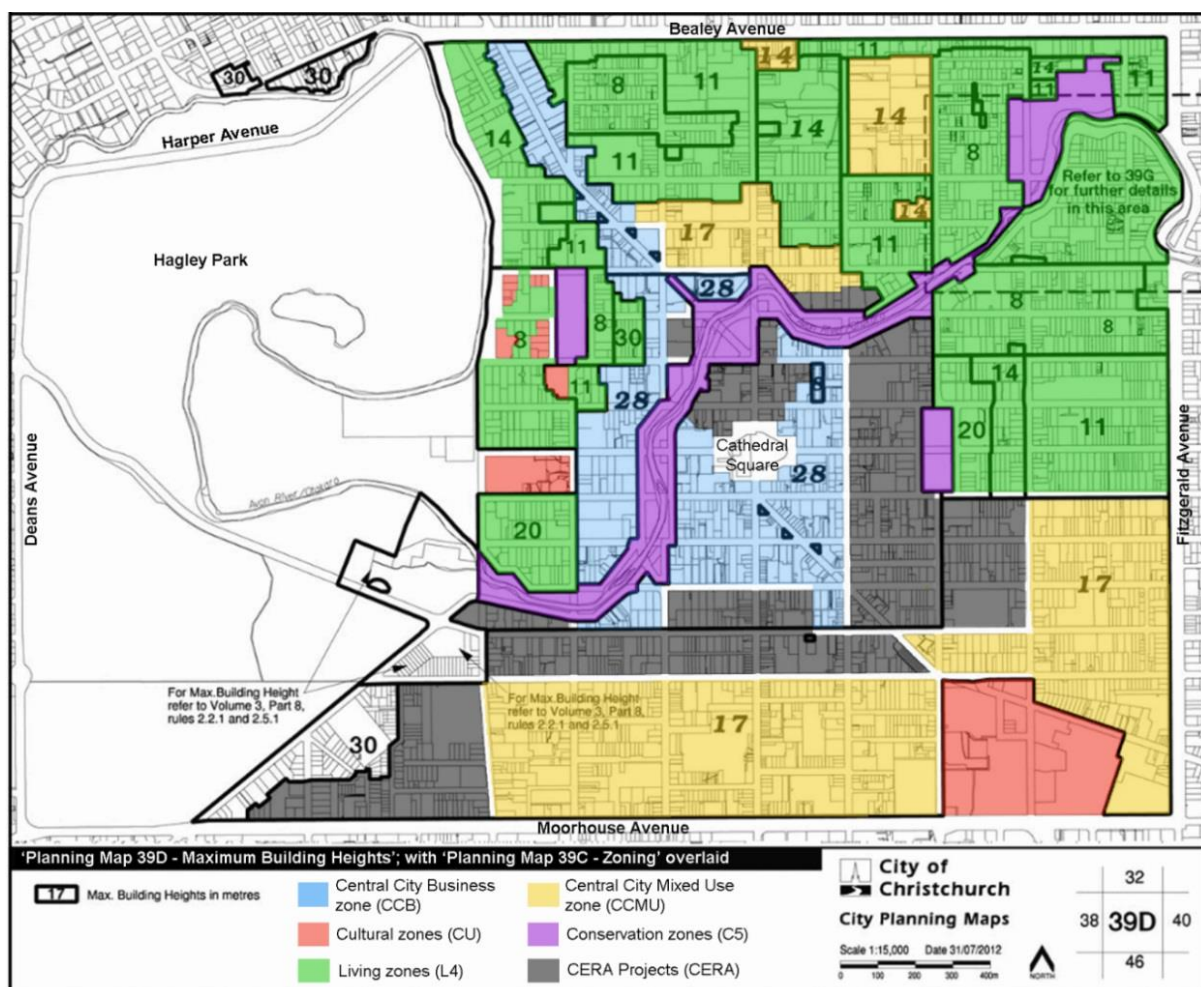 Bealey Avenue
30
30
Harper Avenue
14
8
11
14
11
14
14
11
11
11
14
8
Refer to 39G
for further details
in this area
11
17
14
11
Hagley Park
28
8
8
30
8
8
11
28
14
20
11
Cathedral
Square
28
Deans Avenue
Fitzgerald Avenue
Avon River/Otakaro
20
17
For Max.Building Height
refer to Volume 3, Part 8,
rules 2.2.1 and 2.5.1
For Max.Building Height
refer to Volume 3, Part 8,
rules 2.2.1 and 2.5.1
30
17
Moorhouse Avenue
'Planning Map 39D - Maximum Building Heights'; with 'Planning Map 39C - Zoning' overlaid
17 Max. Building Heights in metres
Central City Business
zone (CCB)
Central City Mixed Use
zone (CCMU)
Cultural zones (CU)
Conservation zones (C5)
Living zones (L4)
CERA Projects (CERA)
City of
Christchurch
City Planning Maps
Scale 1:15,000 Date 31/07/2012
0 100 200 300 400m
NORTH
32
38 39D 40
46